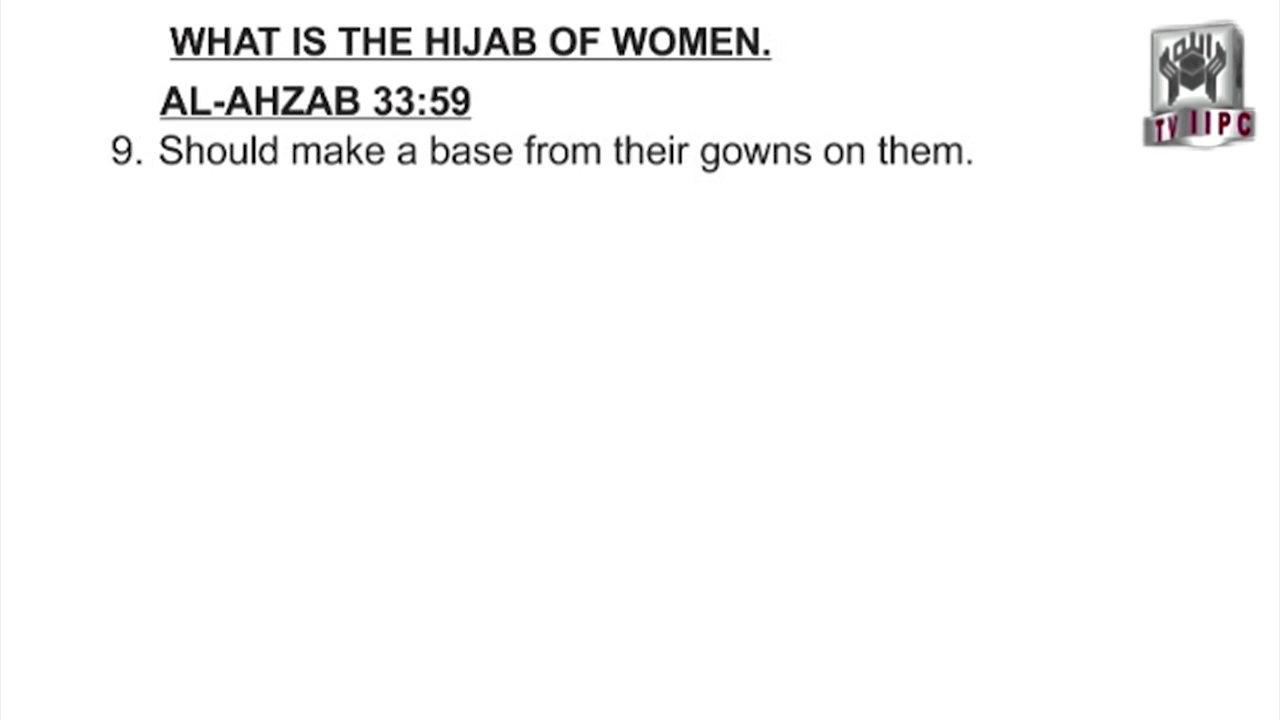 WHAT IS THE HIJAB OF WOMEN.
AL-AHZAB 33:59
9. Should make a base from their gowns on them.
TV IIPC